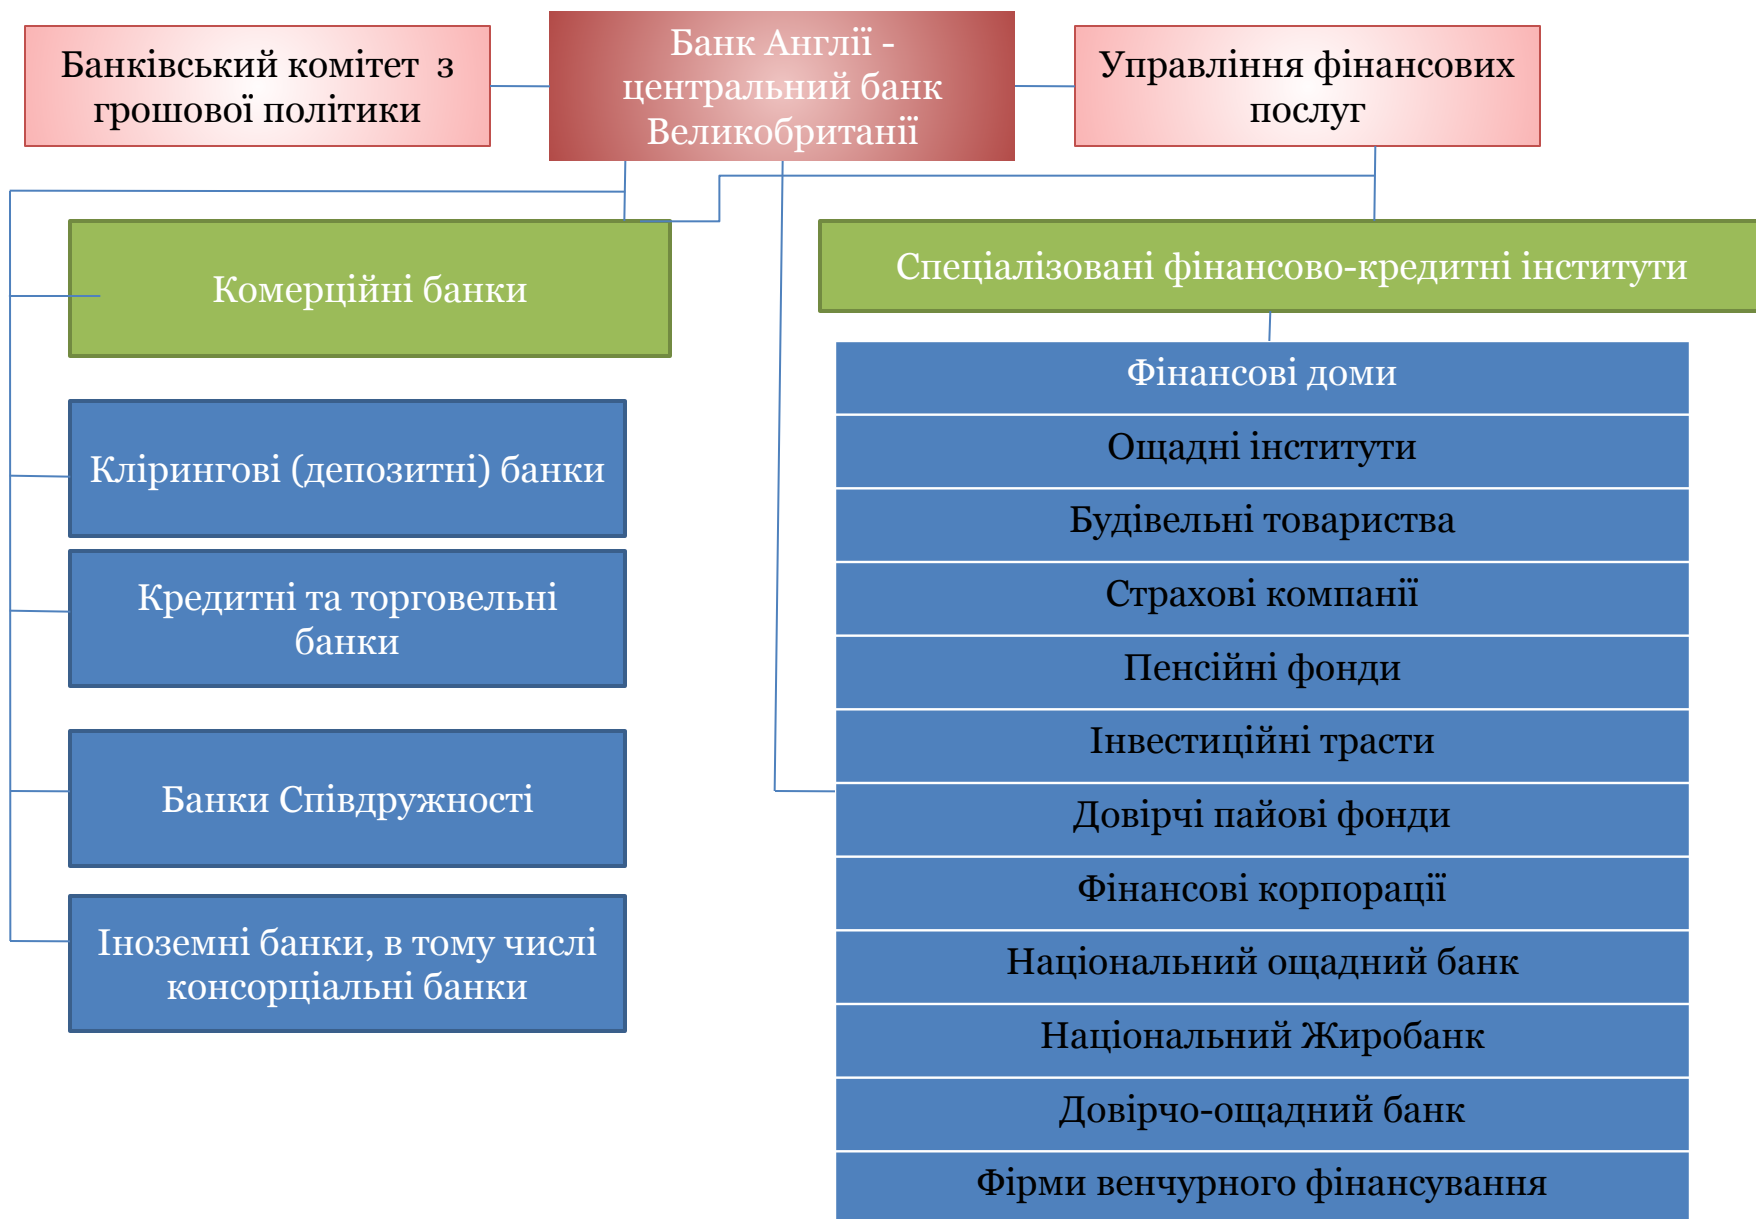 Банківський комітет з
грошової політики
Банк Англії -
центральний банк
Великобританії
Управління фінансових
послуг
Комерційні банки
Клірингові (депозитні) банки
Кредитні та торговельні
банки
Банки Співдружності
Іноземні банки, в тому числі
консорціальні банки
Спеціалізовані фінансово-кредитні інститути
Фінансові доми
Ощадні інститути
Будівельні товариства
Страхові компанії
Пенсійні фонди
Інвестиційні трасти
Довірчі пайові фонди
Фінансові корпорації
Національний ощадний банк
Національний Жиробанк
Довірчо-ощадний банк
Фірми венчурного фінансування